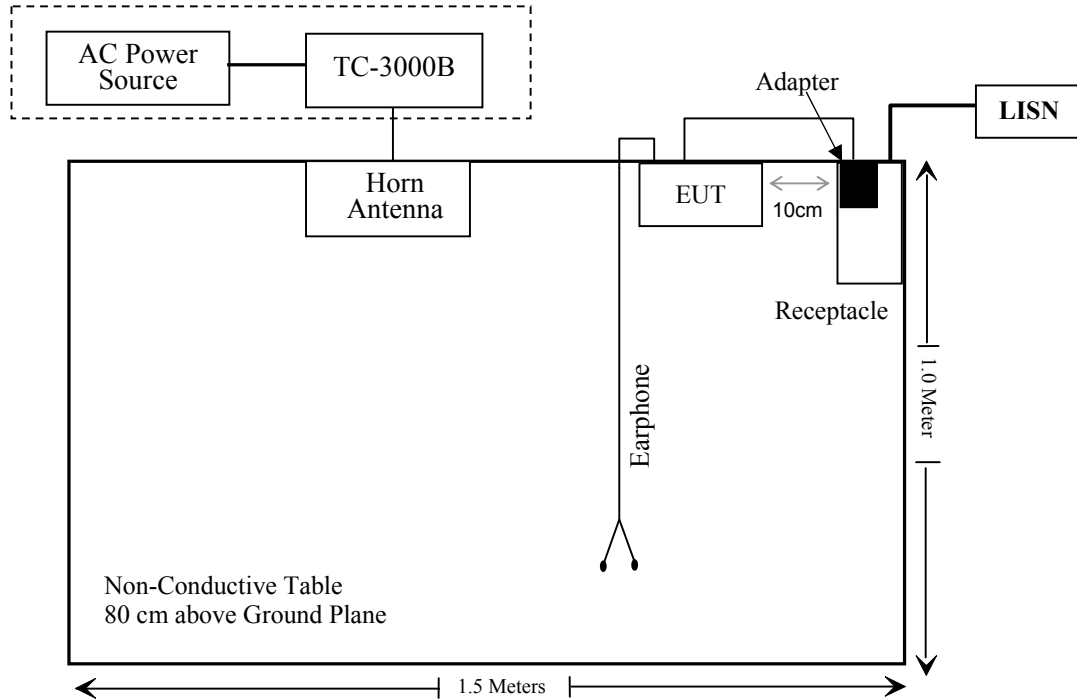 AC Power
Source
TC-3000B
Adapter
LISN
Horn
Antenna
EUT
10cm
Receptacle
1.0 Meter
Earphone
Non-Conductive Table
80 cm above Ground Plane
1.5 Meters